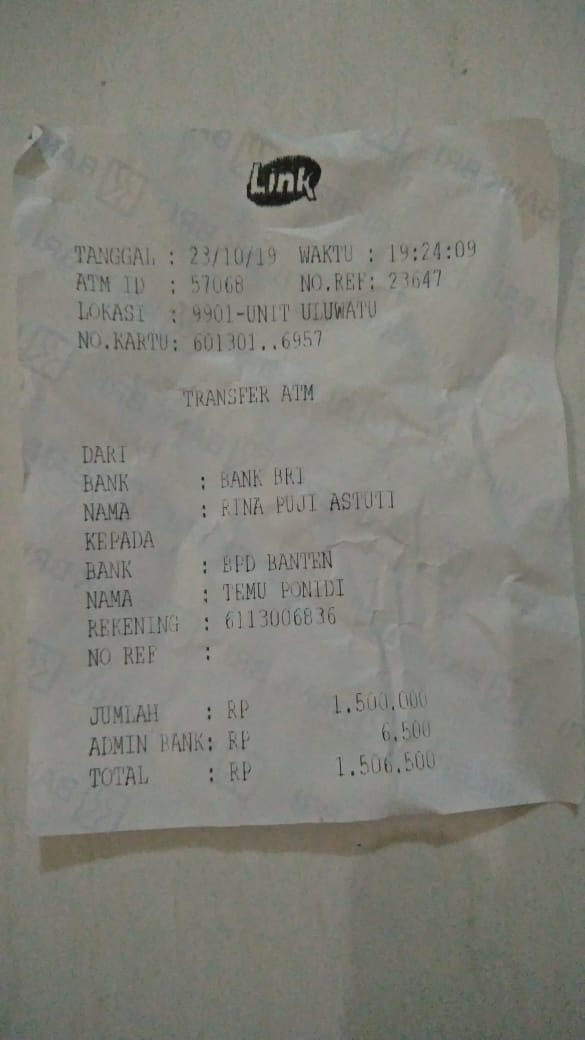 Link
TANGGAL : 23/10/19 WAKTU : 19:24:09
ATM ID : 57068 NO.REF: 23647
LOKASI : 9901-UNIT ULUWATU
NO.KARTU: 601301..6957
TRANSFER ATM
DARI
BANK : BANK BRI
NAMA : RINA PUJI ASTUTI
KEPADA
BANK : BPD BANTEN
NAMA : TEMU PONIDI
REKENING : 6113006836
NO REF :
JUMLAH : RP 1.500.000
ADMIN BANK: RP 6.500
TOTAL : RP 1.506.500